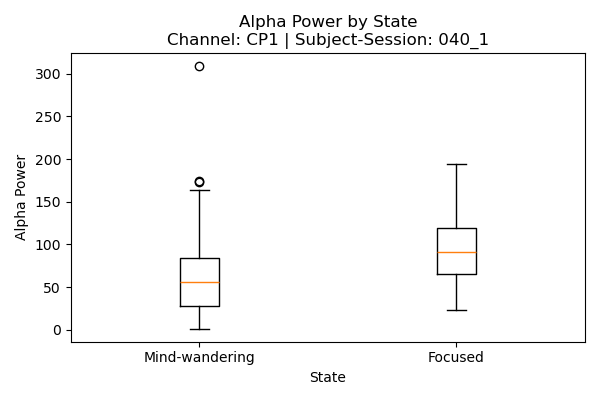 Alpha Power by State
Channel: CP1 | Subject-Session: 040_1
300
250
200
150
100
50
0
Alpha Power
Mind-wandering
Focused
State